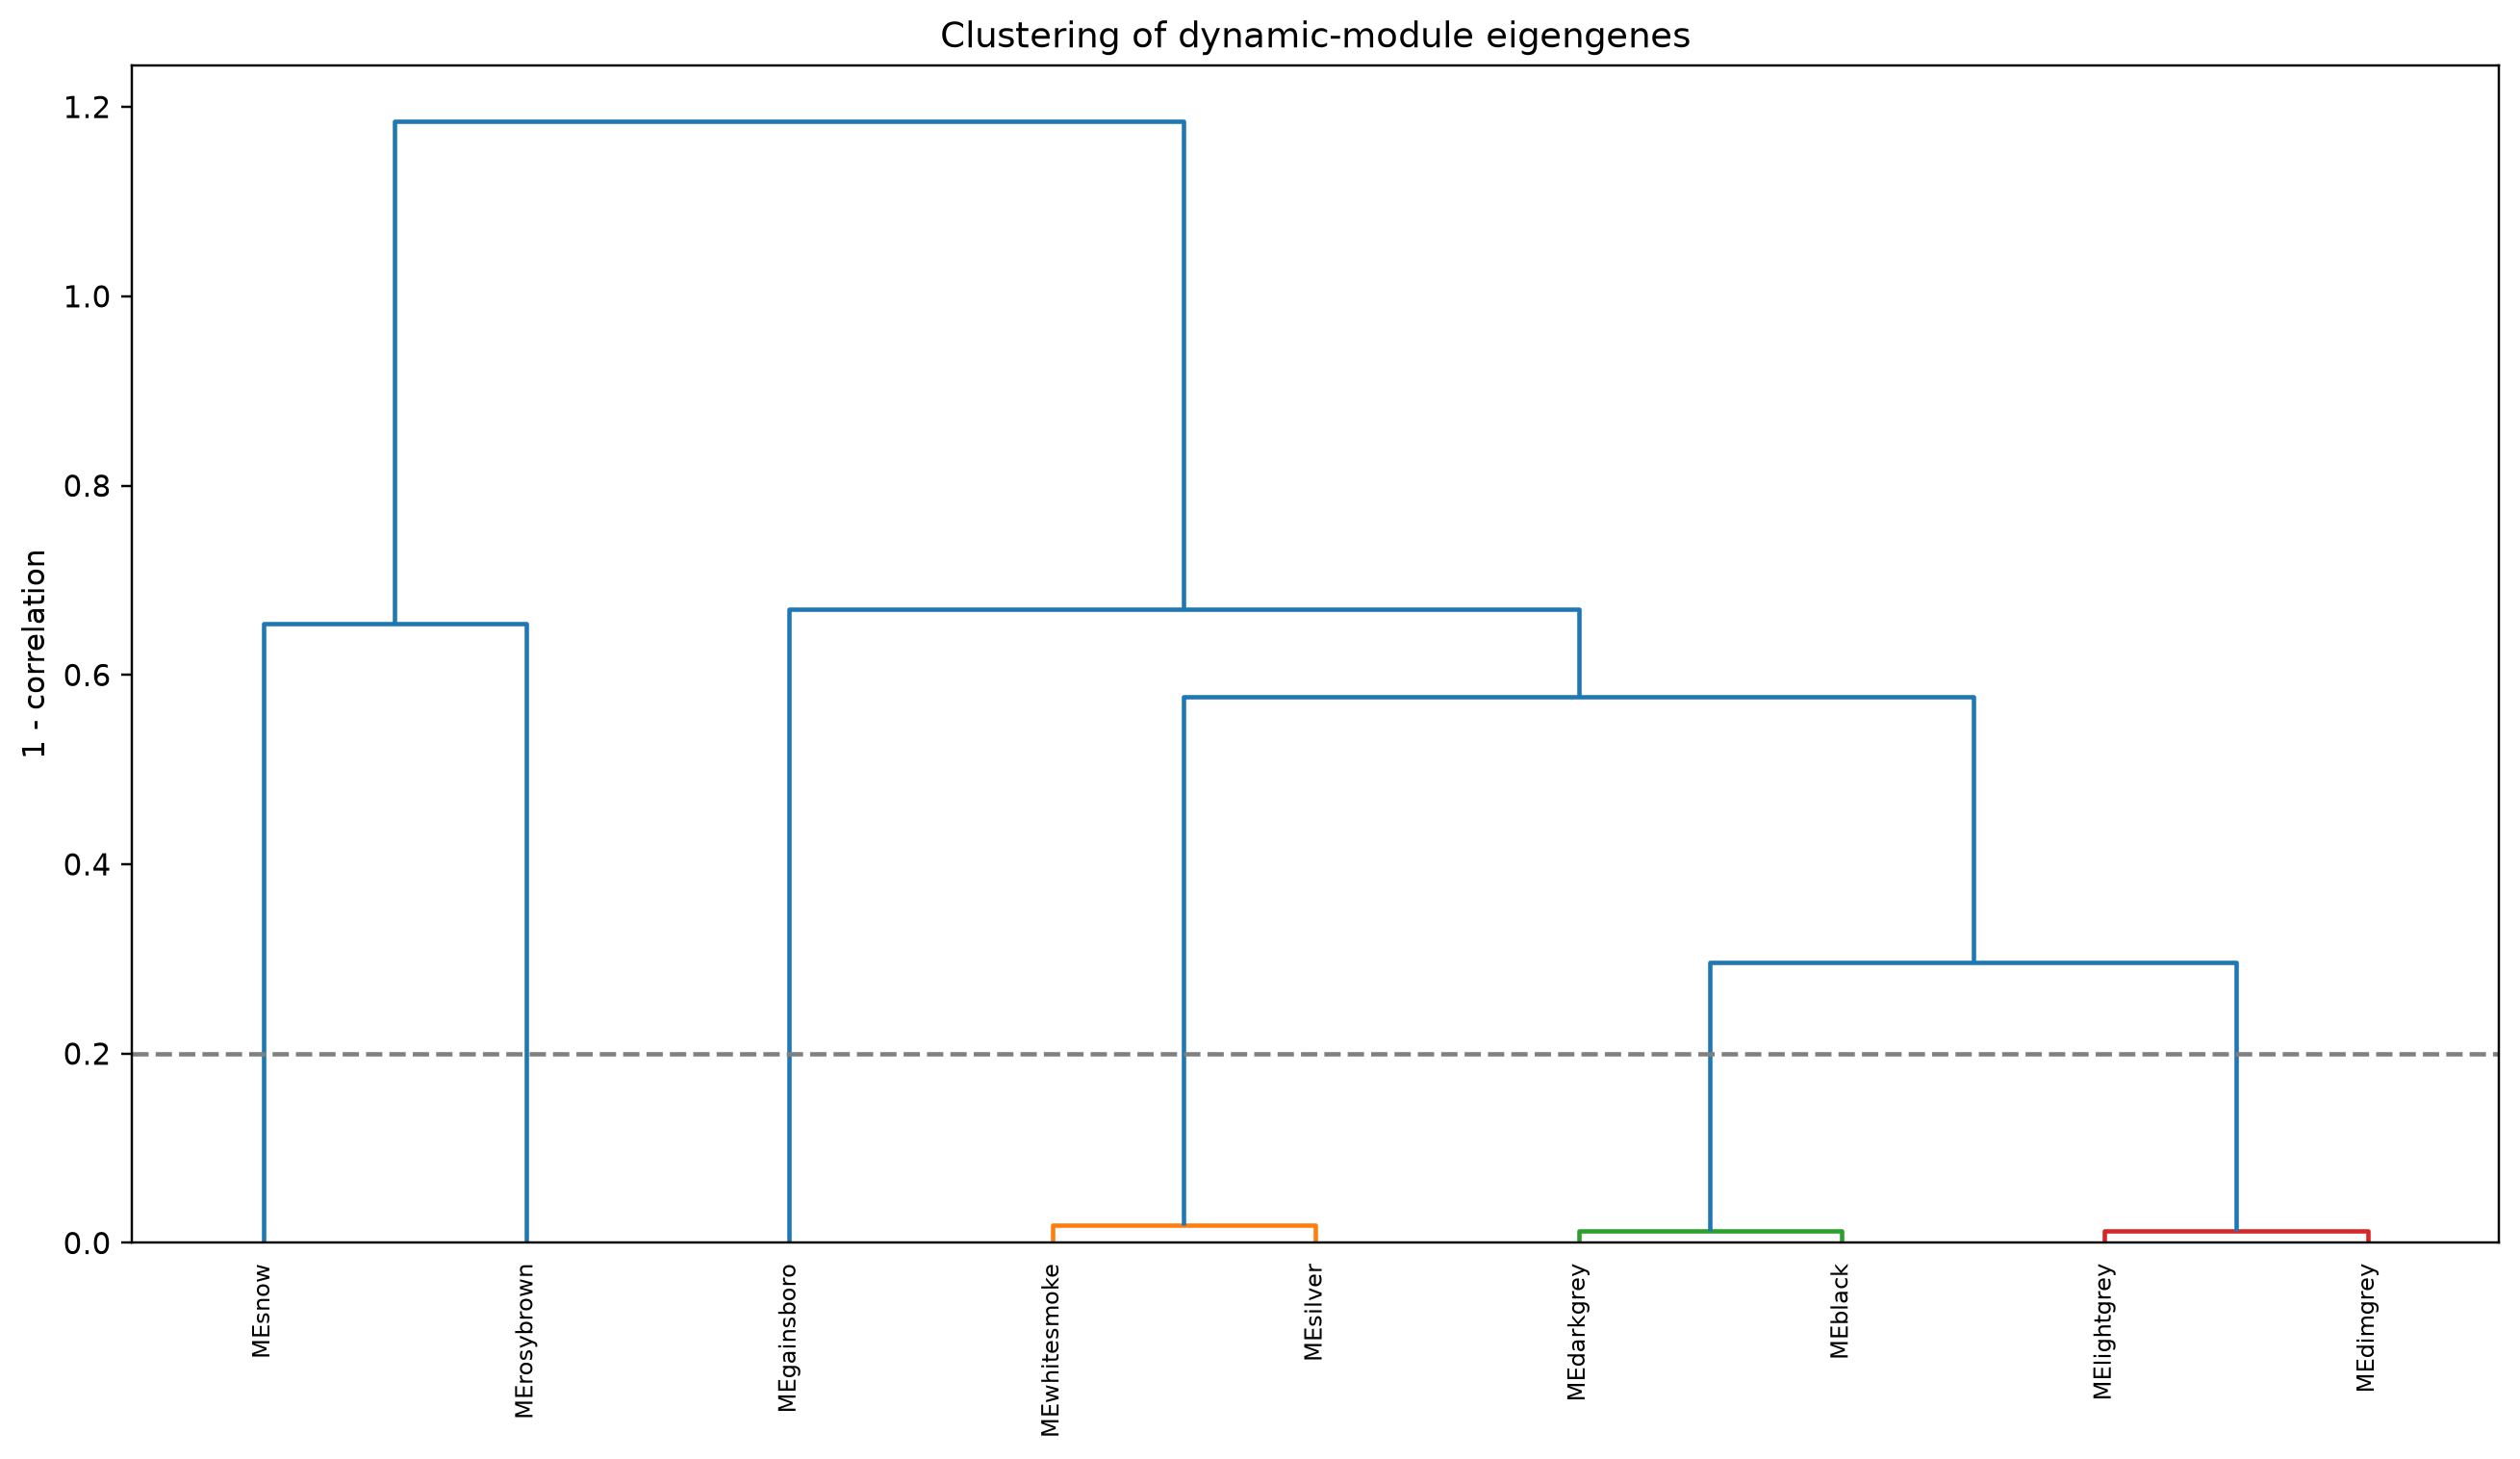 Clustering of dynamic-module eigengenes
1 - correlation
1.2
1.0
0.8
0.6
0.4
0.2
0.0
MEsnow
MErosybrown
MEgainsboro
MEwhitesmoke
MEsilver
MEdarkgrey
MEblack
MElightgrey
MEdimgrey